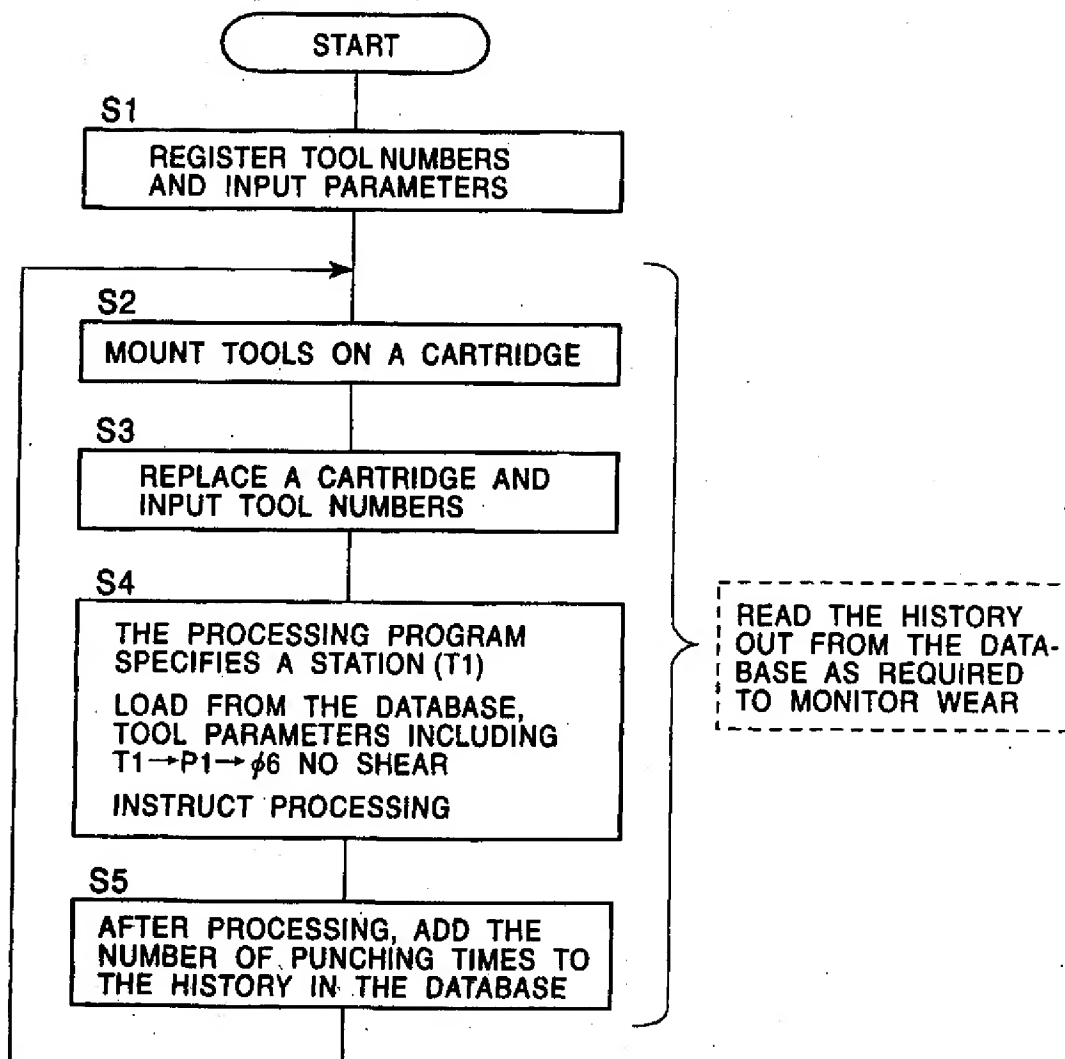 START
S1
REGISTER TOOL NUMBERS
AND INPUT PARAMETERS
S2
MOUNT TOOLS ON A CARTRIDGE
S3
REPLACE A CARTRIDGE AND
INPUT TOOL NUMBERS
S4
THE PROCESSING PROGRAM
SPECIFIES A STATION (T1)
LOAD FROM THE DATABASE,
TOOL PARAMETERS INCLUDING
T1→P1→ϕ6 NO SHEAR
INSTRUCT PROCESSING
S5
AFTER PROCESSING, ADD THE
NUMBER OF PUNCHING TIMES TO
THE HISTORY IN THE DATABASE
READ THE HISTORY
OUT FROM THE DATA-
BASE AS REQUIRED
TO MONITOR WEAR